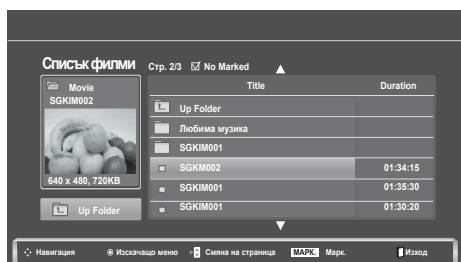 Списък филми
Стр. 2/3 ☑ No Marked
Movie
SGKIM002
640 x 480, 720KB
Up Folder
Title Duration
Up Folder
Любима музика
SGKIM001
SGKM002 01:34:15
SGKIM001 01:35:30
SGKIM001 01:30:20
Навигация Изскачащо меню Смяна на страница МАРК. Марк. Изход